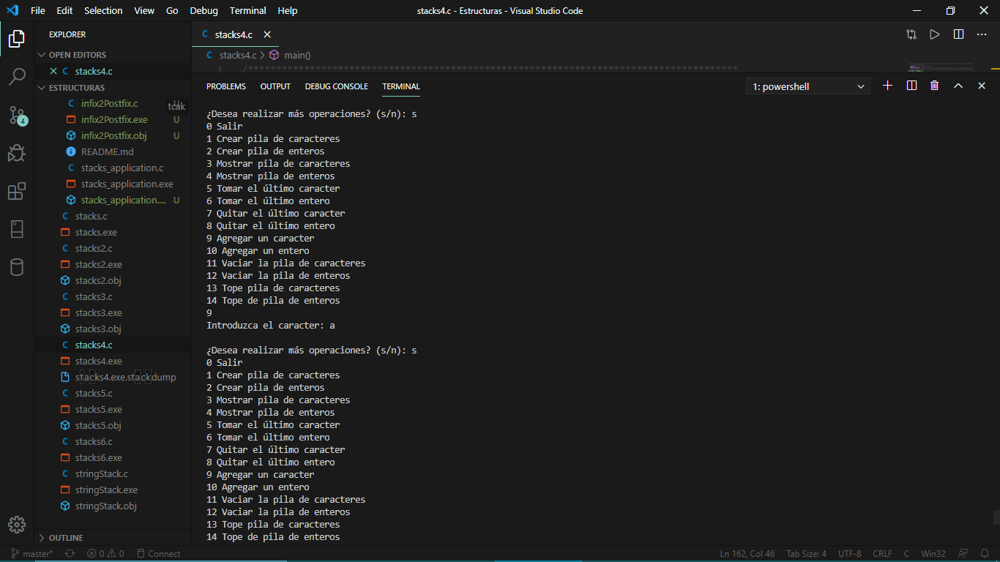 File Edit Selection View Go Debug Terminal Help
stacks4.c - Estructuras - Visual Studio Code
EXPLORER
OPEN EDITORS
stacks4.c
ESTRUCTURAS
infix2Postfix.c
tcak
infix2Postfix.exe U
infix2Postfix.obj U
README.md
stacks_application.c
stacks_application.exe
stacks_application.... U
stacks.c
stacks.exe
stacks2.c
stacks2.exe
stacks2.obj
stacks3.c
stacks3.exe
stacks3.obj
stacks4.c
stacks4.exe
stacks4.exe.stackdump
stacks5.c
stacks5.exe
stacks5.obj
stacks6.c
stacks6.exe
stringStack.c
stringStack.exe
stringStack.obj
OUTLINE
4
stacks4.c
stacks4.c > main()
1 /******************************************************************************
PROBLEMS OUTPUT DEBUG CONSOLE TERMINAL
1: powershell
¿Desea realizar más operaciones? (s/n): s
0 Salir
1 Crear pila de caracteres
2 Crear pila de enteros
3 Mostrar pila de caracteres
4 Mostrar pila de enteros
5 Tomar el último caracter
6 Tomar el último entero
7 Quitar el último caracter
8 Quitar el último entero
9 Agregar un caracter
10 Agregar un entero
11 Vaciar la pila de caracteres
12 Vaciar la pila de enteros
13 Tope pila de caracteres
14 Tope de pila de enteros
9
Introduzca el caracter: a
¿Desea realizar más operaciones? (s/n): s
0 Salir
1 Crear pila de caracteres
2 Crear pila de enteros
3 Mostrar pila de caracteres
4 Mostrar pila de enteros
5 Tomar el último caracter
6 Tomar el último entero
7 Quitar el último caracter
8 Quitar el último entero
9 Agregar un caracter
10 Agregar un entero
11 Vaciar la pila de caracteres
12 Vaciar la pila de enteros
13 Tope pila de caracteres
14 Tope de pila de enteros
master* 0 0 Connect
Ln 162, Col 46 Tab Size: 4 UTF-8 CRLF C Win32